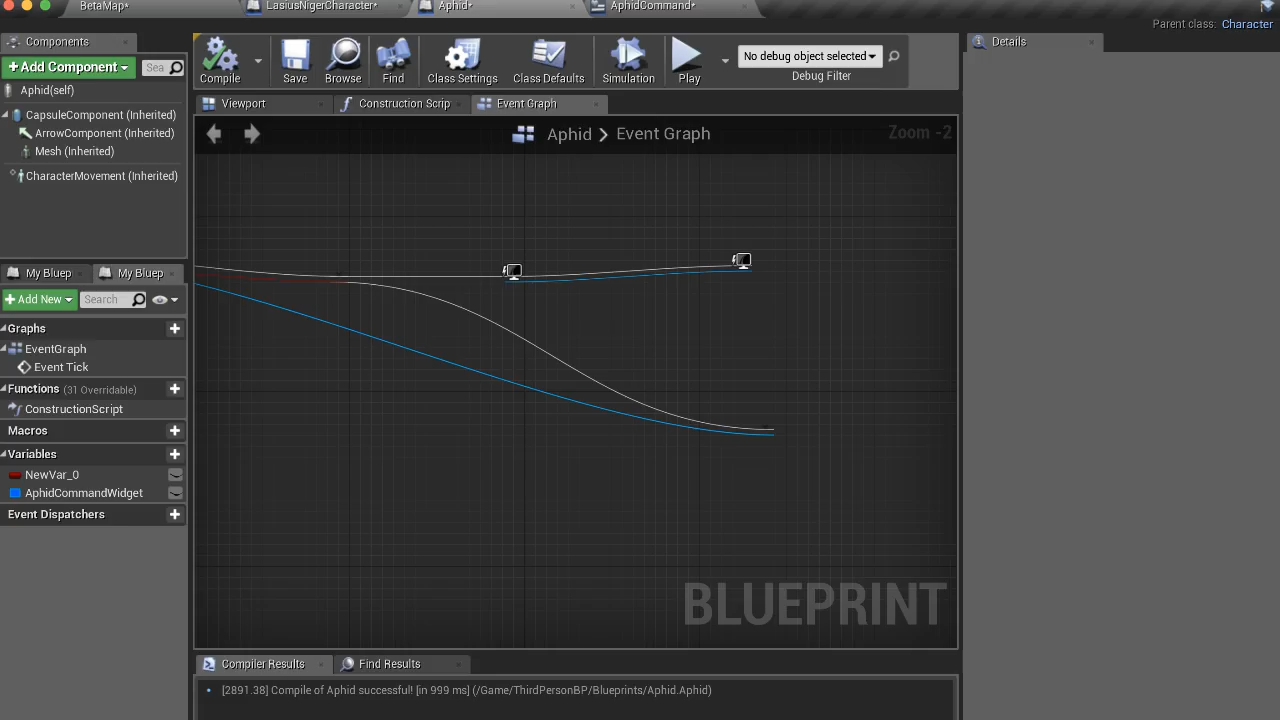 BetaMap*
LasiusNigerCharacter*
Aphid*
AphidCommand*
Parent class: Character
Components
+Add Component
Sea
Aphid(self)
CapsuleComponent (Inherited)
ArrowComponent (Inherited)
Mesh (Inherited)
CharacterMovement (Inherited)
My Bluep
My Bluep
+Add New
Search
Graphs
EventGraph
Event Tick
Functions (31 Overridable)
ConstructionScript
Macros
Variables
NewVar_0
AphidCommandWidget
Event Dispatchers
Compile
Save
Browse
Find
Class Settings
Class Defaults
Simulation
Play
No debug object selected
Debug Filter
Viewport
Construction Scrip
Event Graph
Aphid > Event Graph
Zoom -2
BLUEPRINT
Compiler Results
Find Results
[2891.38] Compile of Aphid successful! [in 999 ms] (/Game/ThirdPersonBP/Blueprints/Aphid.Aphid)
Details